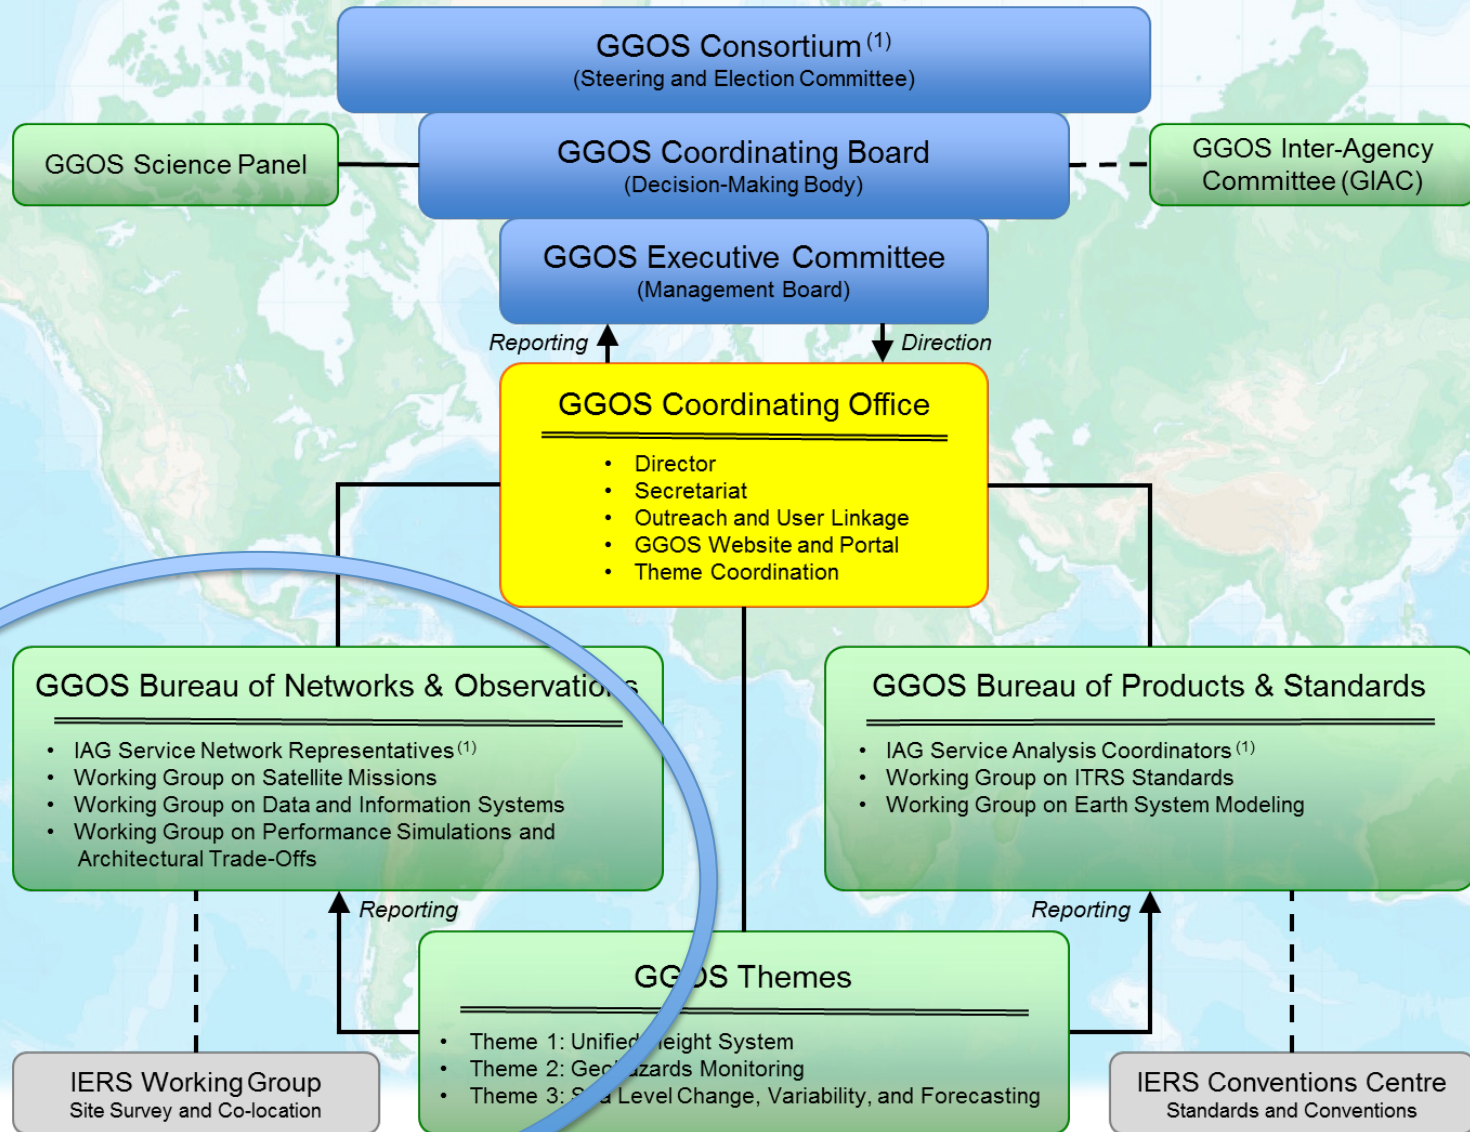 GGOS Consortium (1)
(Steering and Election Committee)
GGOS Science Panel
GGOS Coordinating Board
(Decision-Making Body)
GGOS Inter-Agency
Committee (GIAC)
GGOS Executive Committee
(Management Board)
Reporting
Direction
GGOS Coordinating Office
• Director
• Secretariat
• Outreach and User Linkage
• GGOS Website and Portal
• Theme Coordination
GGOS Bureau of Networks & Observations
• IAG Service Network Representatives (1)
• Working Group on Satellite Missions
• Working Group on Data and Information Systems
• Working Group on Performance Simulations and
Architectural Trade-Offs
GGOS Bureau of Products & Standards
• IAG Service Analysis Coordinators (1)
• Working Group on ITRS Standards
• Working Group on Earth System Modeling
Reporting
Reporting
GGOS Themes
• Theme 1: Unified Height System
• Theme 2: Geohazards Monitoring
• Theme 3: Sea Level Change, Variability, and Forecasting
IERS Working Group
Site Survey and Co-location
IERS Conventions Centre
Standards and Conventions